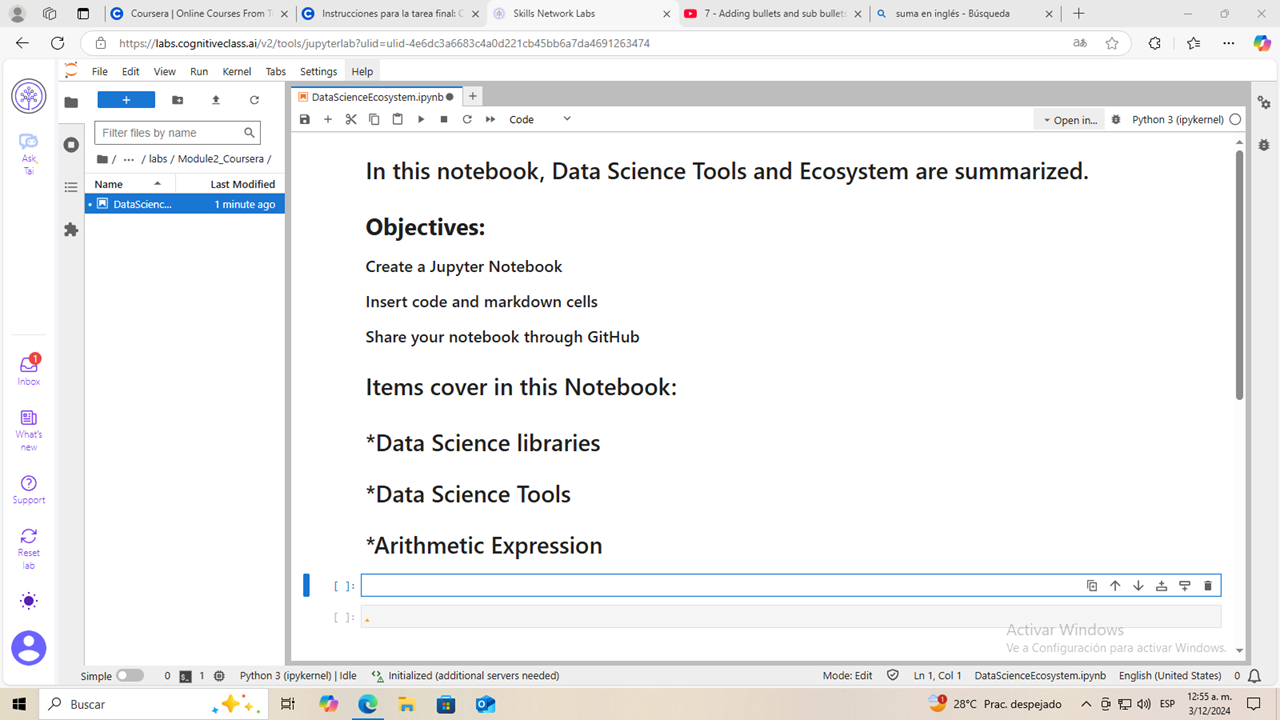 Coursera | Online Courses From T
Instrucciones para la tarea final: C
Skills Network Labs
7 - Adding bullets and sub bullets
suma en inglés - Búsqueda
https://labs.cognitiveclass.ai/v2/tools/jupyterlab?ulid=ulid-4e6dc3a6683c4a0d221cb45bb6a7da4691263474
File Edit View Run Kernel Tabs Settings Help
DataScienceEcosystem.ipynb
Filter files by name
Code
Open in...
Python 3 (ipykernel)
/ ... / labs / Module2_Coursera /
Name Last Modified
DataScienc... 1 minute ago
Ask
Tai
Inbox
1
What's
new
Support
Reset
lab
In this notebook, Data Science Tools and Ecosystem are summarized.
Objectives:
Create a Jupyter Notebook
Insert code and markdown cells
Share your notebook through GitHub
Items cover in this Notebook:
*Data Science libraries
*Data Science Tools
*Arithmetic Expression
[ ]:
[ ]:
Activar Windows
Ve a Configuración para activar Windows.
Simple 0 1 Python 3 (ipykernel) | Idle Initialized (additional servers needed) Mode: Edit Ln 1, Col 1 DataScienceEcosystem.ipynb English (United States) 0
Buscar
1
28°C Prac. despejado
ESP
12:55 a. m.
3/12/2024